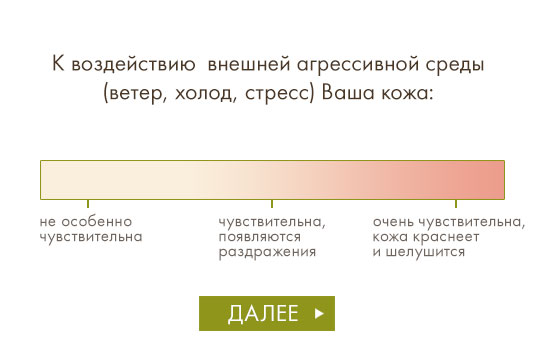 К воздействию внешней агрессивной среды
(ветер, холод, стресс) Ваша кожа:
не особенно
чувствительна
чувствительна,
появляются
раздражения
очень чувствительна,
кожа краснеет
и шелушится
ДАЛЕЕ